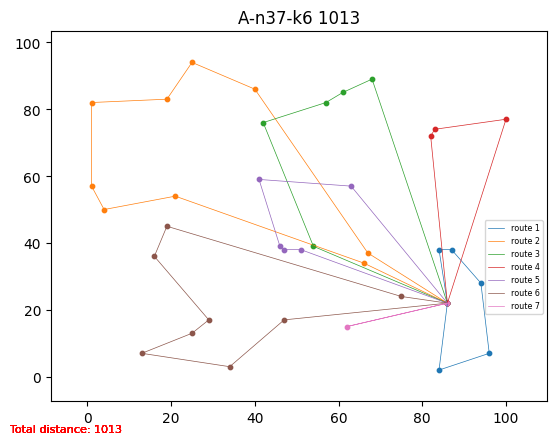 A-n37-k6 1013
100
80
60
40
20
0
0 20 40 60 80 100
route 1
route 2
route 3
route 4
route 5
route 6
route 7
Total distance: 1013